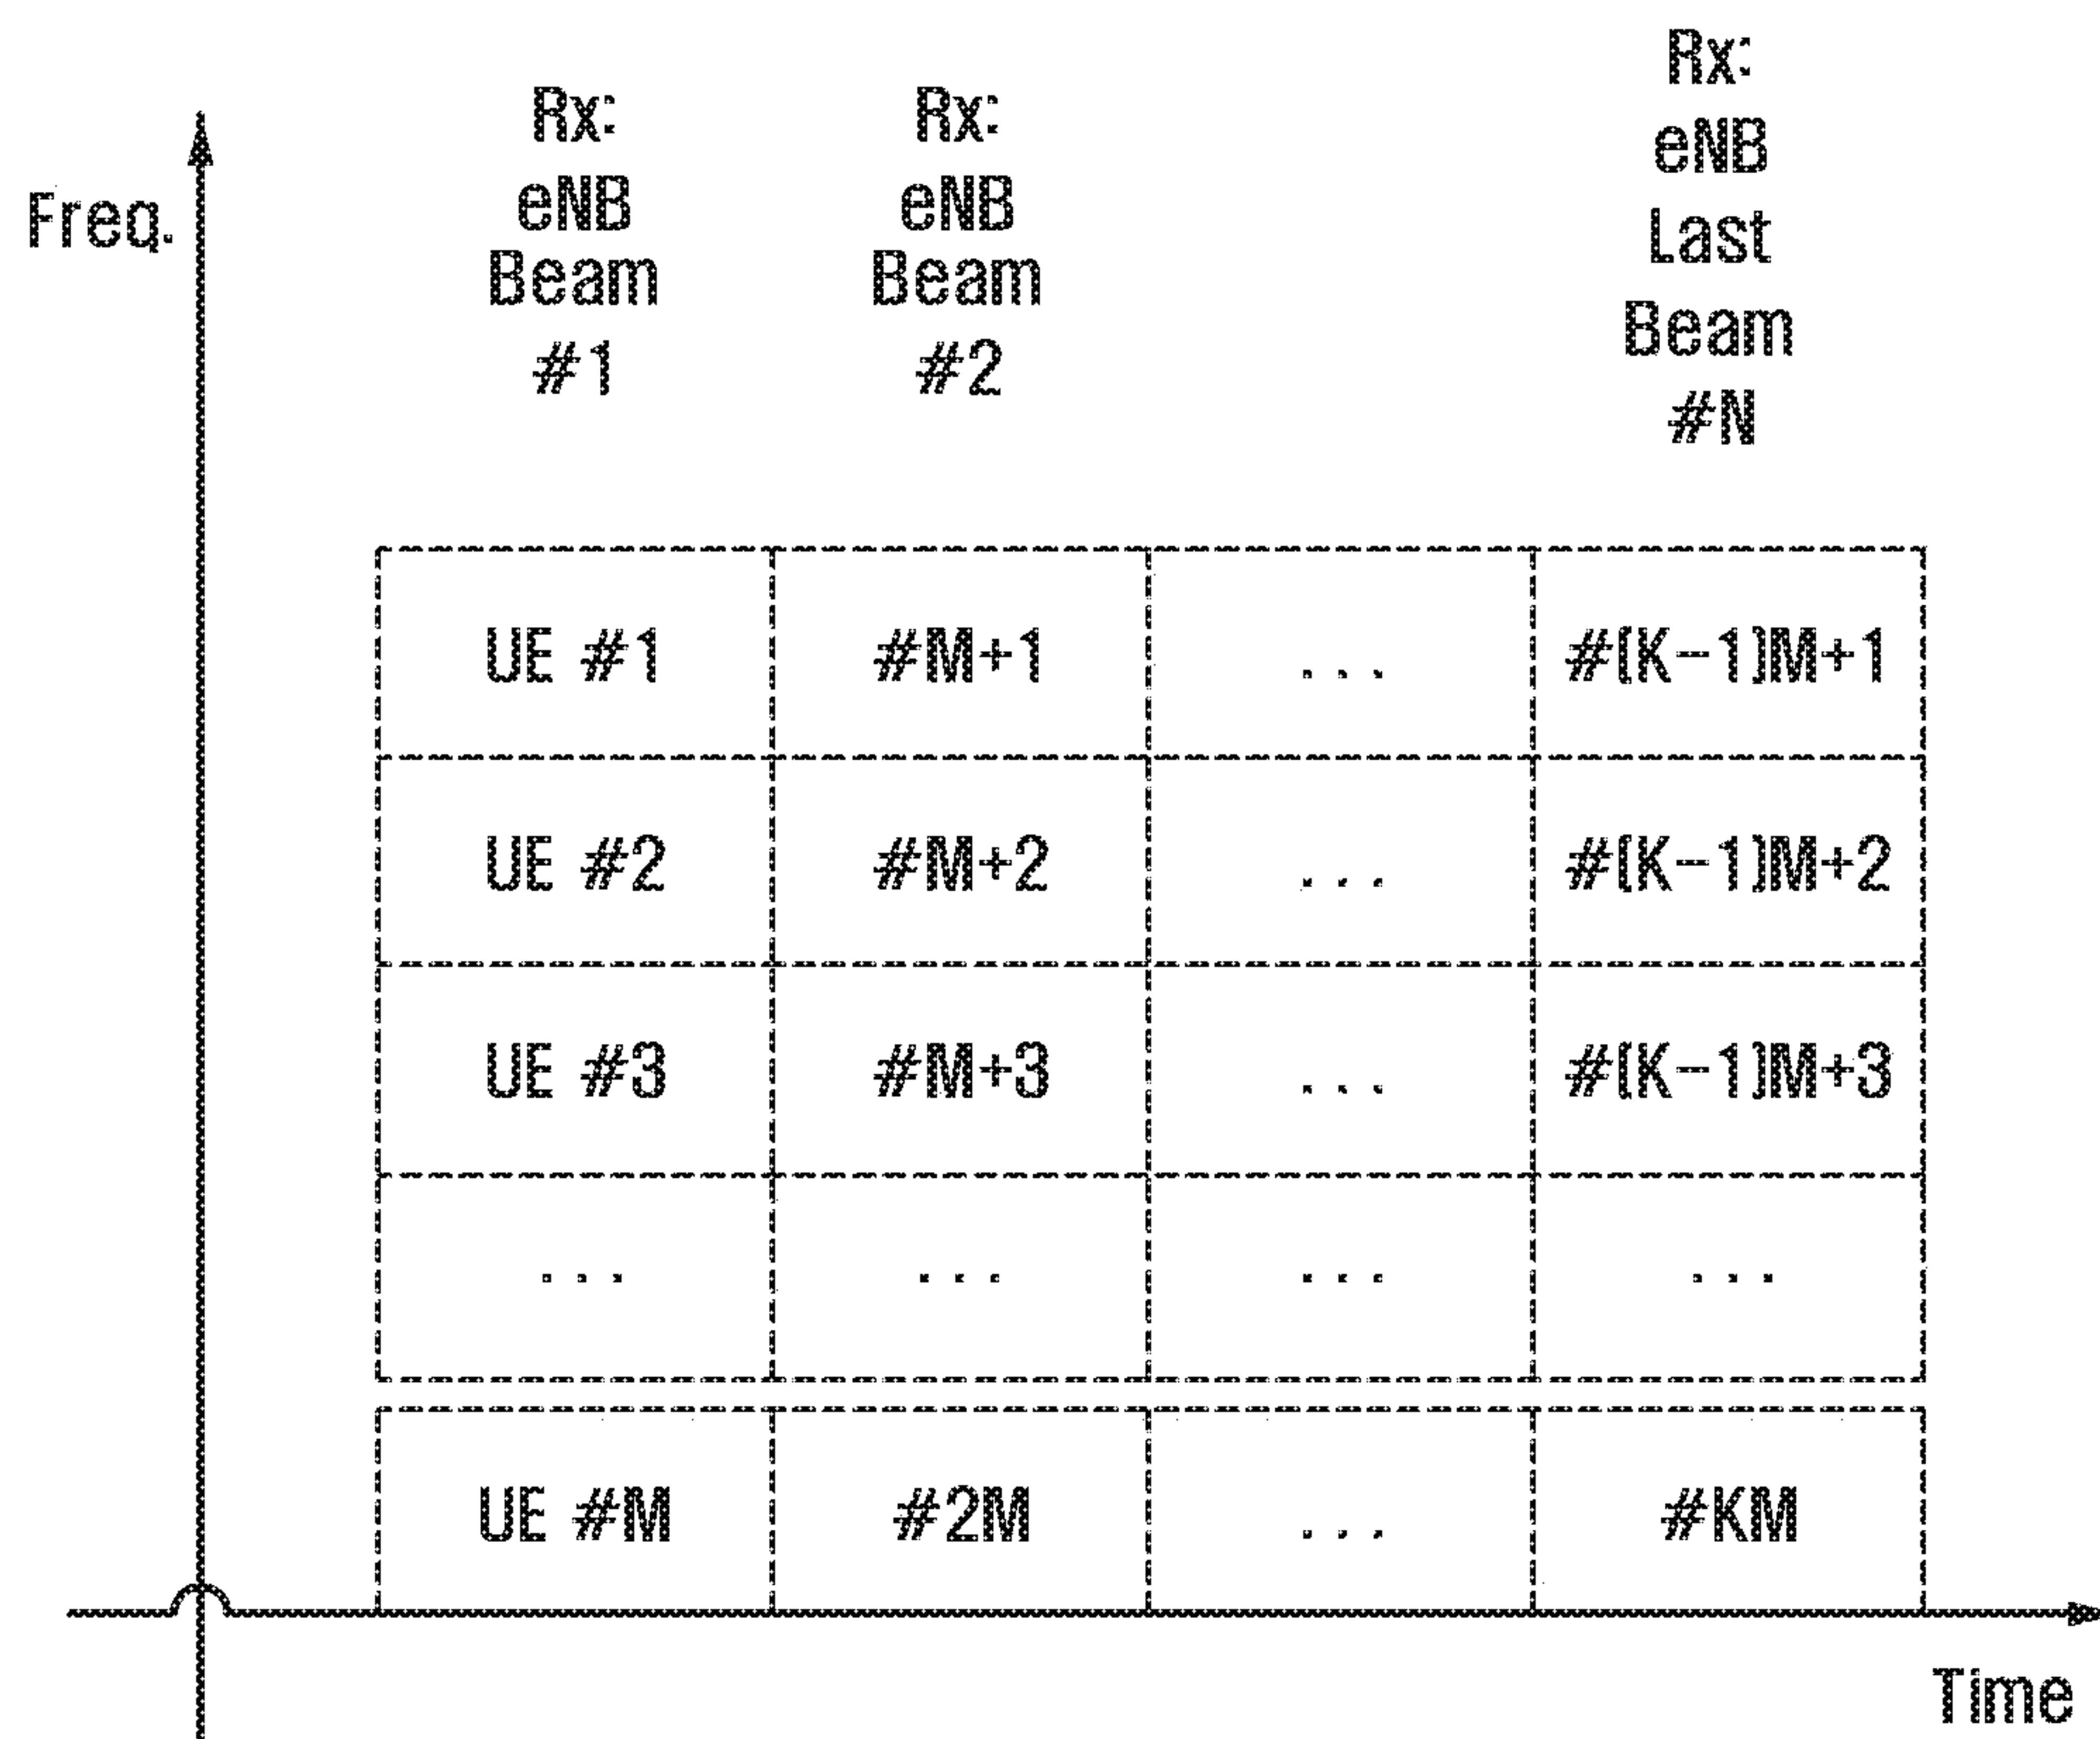 Freq.
Rx:
eNB
Beam
#1
Rx:
eNB
Beam
#2
Rx:
eNB
Last
Beam
#N
UE #1 #M+1 ... #(K-1)M+1
UE #2 #M+2 ... #(K-1)M+2
UE #3 #M+3 ... #(K-1)M+3
... ... ... ...
UE #M #2M ... #KM
Time